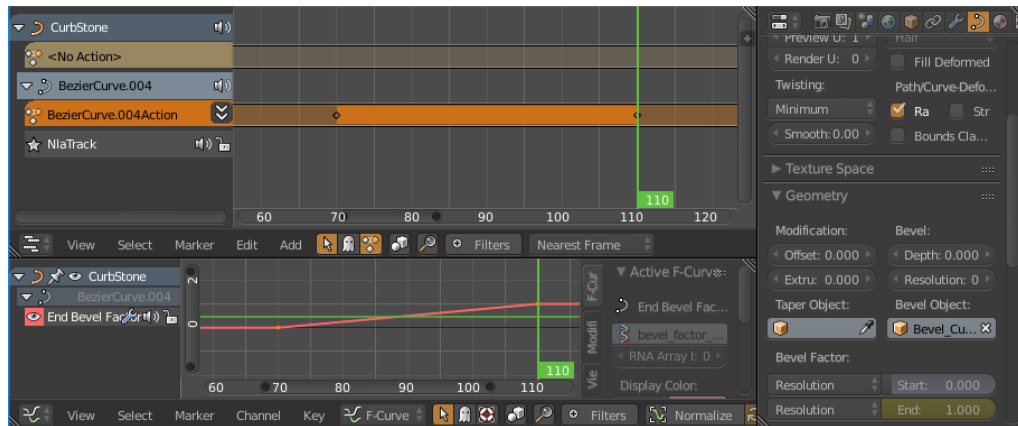 CurbStone
<No Action>
BezierCurve.004
BezierCurve.004Action
NlaTrack
110
60 70 80 90 100 110 120
View Select Marker Edit Add Filters Nearest Frame
CurbStone
BezierCurve.004
End Bevel Factor
2
0
110
60 70 80 90 100 110
F-Cur
Modifi
Vie
Active F-Curve
End Bevel Fac...
bevel_factor_...
RNA Array I: 0
Display Color:
View Select Marker Channel Key F-Curve Filters Normalize
Preview U: 1 Half
Render U: 0 Fill Deformed
Twisting: Path/Curve-Defo...
Minimum Ra Str
Smooth: 0.00 Bounds Cla...
Texture Space
Geometry
Modification: Bevel:
Offset: 0.000 Depth: 0.000
Extru: 0.000 Resolution: 0
Taper Object: Bevel Object:
Bevel_Cu...
Bevel Factor:
Resolution Start: 0.000
Resolution End: 1.000